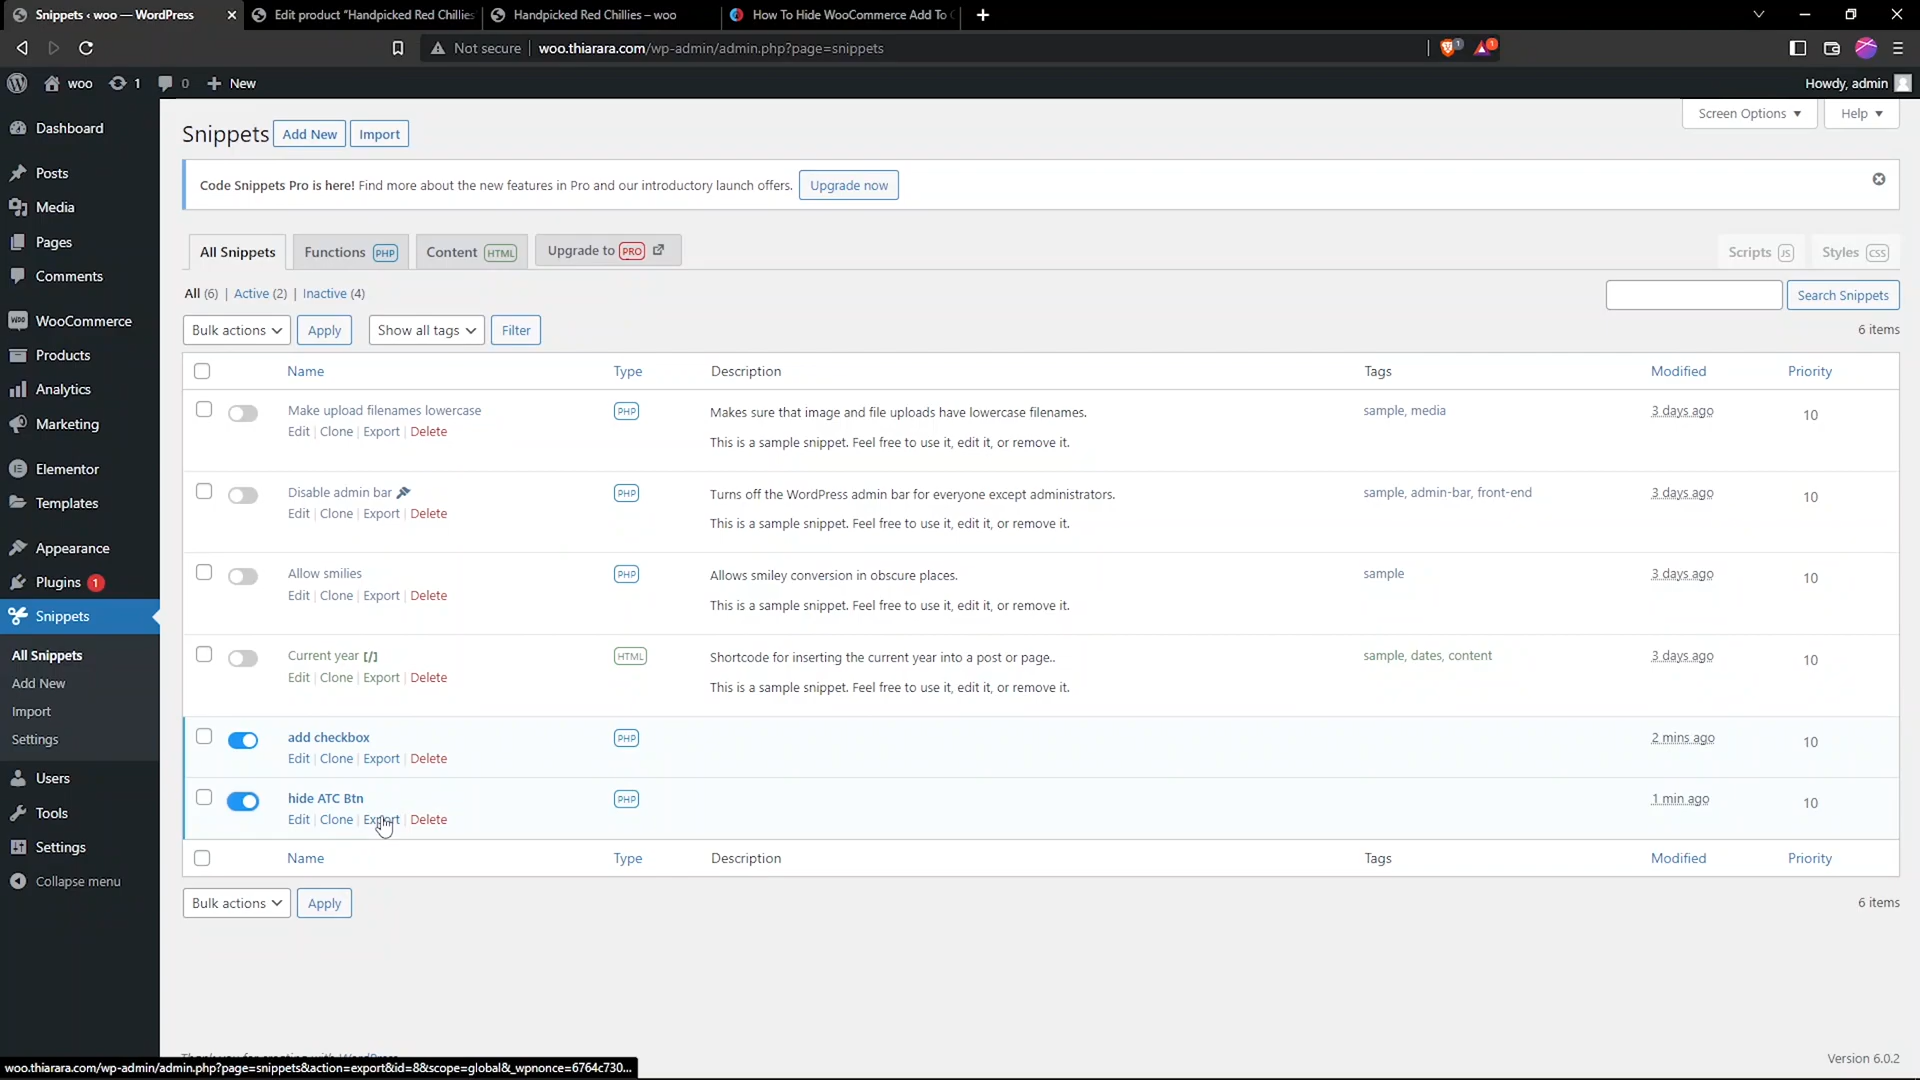 Snippets ‹ woo — WordPress
Edit product "Handpicked Red Chillies
Handpicked Red Chillies – woo
How To Hide WooCommerce Add To C
Not secure
woo.thiarara.com/wp-admin/admin.php?page=snippets
1
1
woo
1
0
New
Howdy, admin
Dashboard
Posts
Media
Pages
Comments
WooCommerce
Products
Analytics
Marketing
Elementor
Templates
Appearance
Plugins 1
Snippets
All Snippets
Add New
Import
Settings
Users
Tools
Settings
Collapse menu
Screen Options
Help
Snippets
Add New
Import
Code Snippets Pro is here! Find more about the new features in Pro and our introductory launch offers.
Upgrade now
All Snippets
Functions PHP
Content HTML
Upgrade to PRO
Scripts JS
Styles CSS
All (6) | Active (2) | Inactive (4)
Search Snippets
Bulk actions
Apply
Show all tags
Filter
6 items
Name Type Description Tags Modified Priority
Make upload filenames lowercase PHP Makes sure that image and file uploads have lowercase filenames. sample, media 3 days ago 10
Edit | Clone | Export | Delete
This is a sample snippet. Feel free to use it, edit it, or remove it.
Disable admin bar PHP Turns off the WordPress admin bar for everyone except administrators. sample, admin-bar, front-end 3 days ago 10
Edit | Clone | Export | Delete
This is a sample snippet. Feel free to use it, edit it, or remove it.
Allow smilies PHP Allows smiley conversion in obscure places. sample 3 days ago 10
Edit | Clone | Export | Delete
This is a sample snippet. Feel free to use it, edit it, or remove it.
Current year [/] HTML Shortcode for inserting the current year into a post or page.. sample, dates, content 3 days ago 10
Edit | Clone | Export | Delete
This is a sample snippet. Feel free to use it, edit it, or remove it.
add checkbox PHP 2 mins ago 10
Edit | Clone | Export | Delete
hide ATC Btn PHP 1 min ago 10
Edit | Clone | Export | Delete
Name Type Description Tags Modified Priority
Bulk actions
Apply
6 items
Version 6.0.2
woo.thiarara.com/wp-admin/admin.php?page=snippets&action=export&id=8&scope=global&_wpnonce=6764c730...